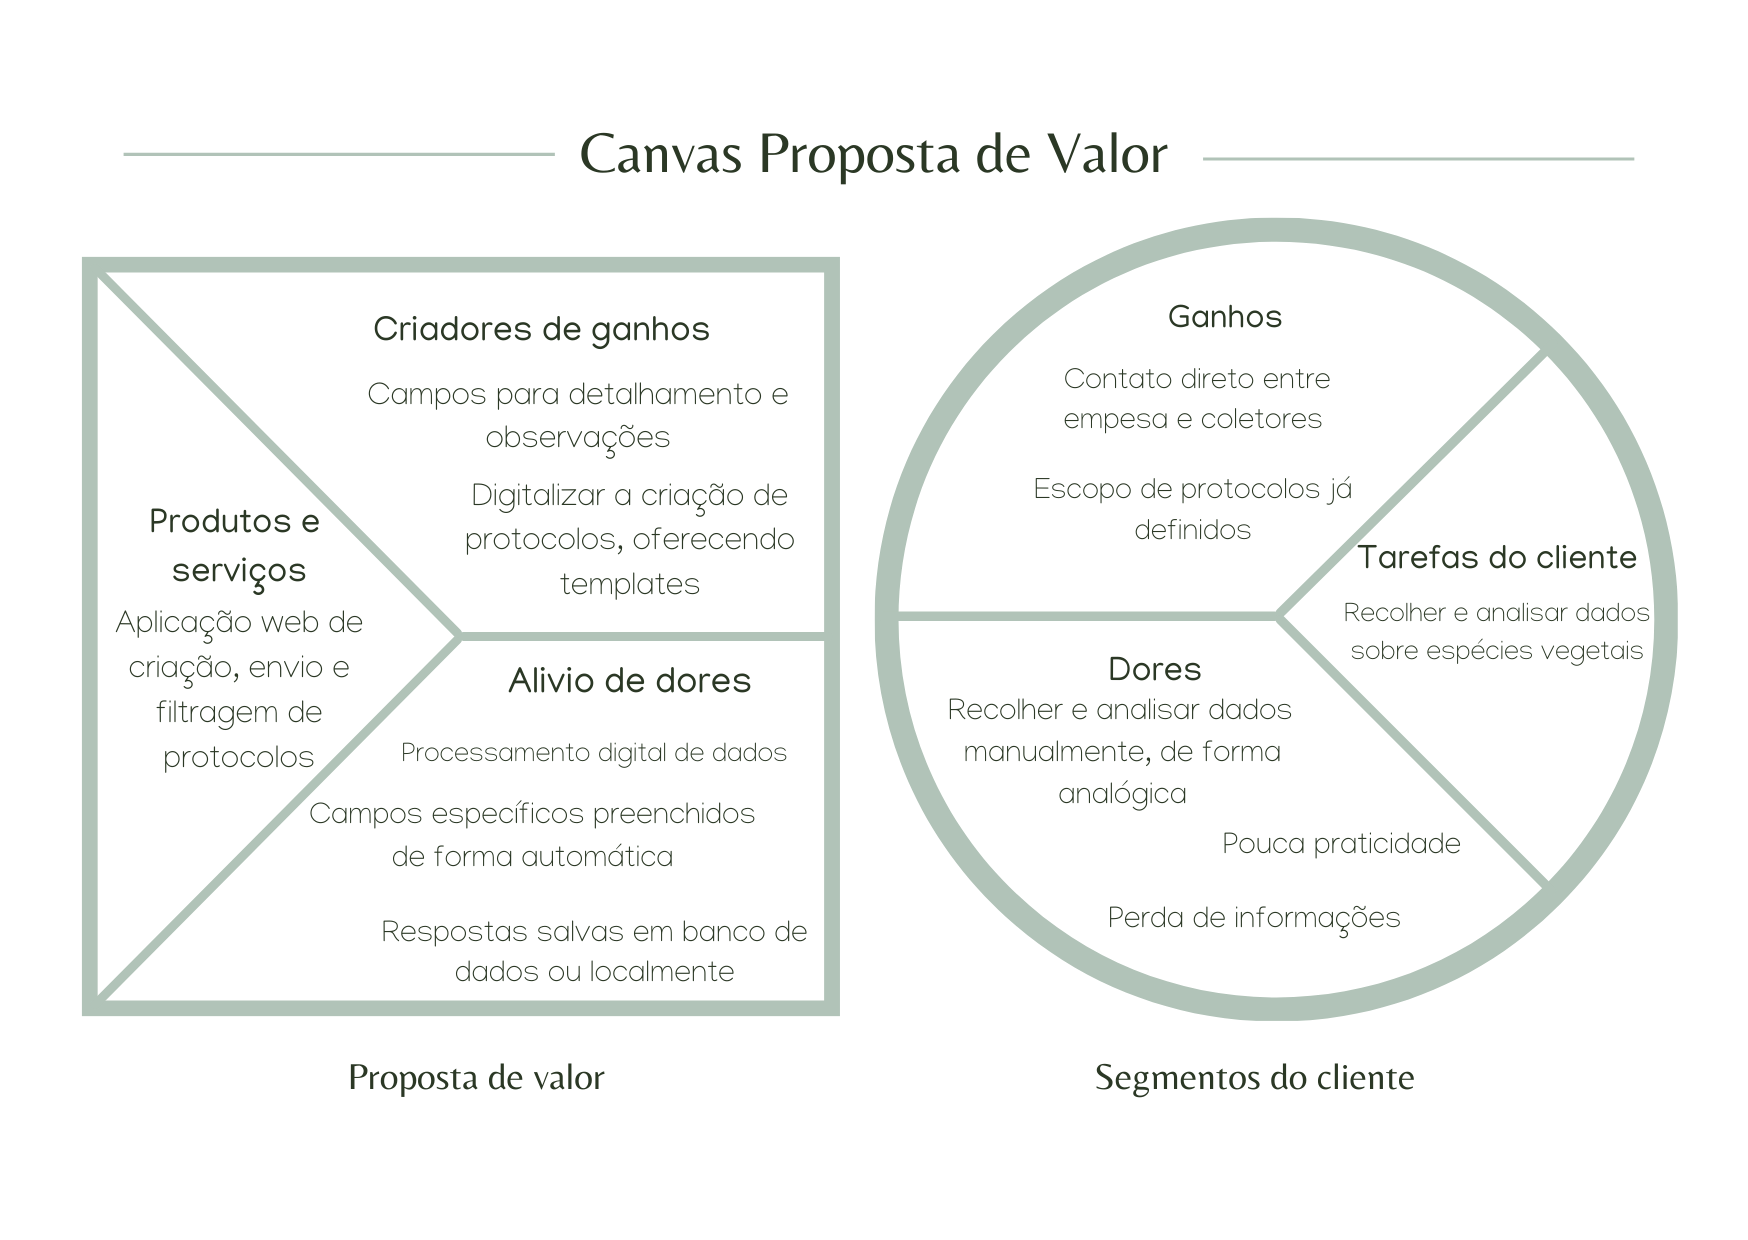 Canvas Proposta de Valor
Criadores de ganhos
Campos para detalhamento e
observações
Digitalizar a criação de
protocolos, oferecendo
templates
Produtos e
serviços
Aplicação web de
criação, envio e
filtragem de
protocolos
Alivio de dores
Processamento digital de dados
Campos específicos preenchidos
de forma automática
Respostas salvas em banco de
dados ou localmente
Proposta de valor
Ganhos
Contato direto entre
empesa e coletores
Escopo de protocolos já
definidos
Tarefas do cliente
Recolher e analisar dados
sobre espécies vegetais
Dores
Recolher e analisar dados
manualmente, de forma
analógica
Pouca praticidade
Perda de informações
Segmentos do cliente